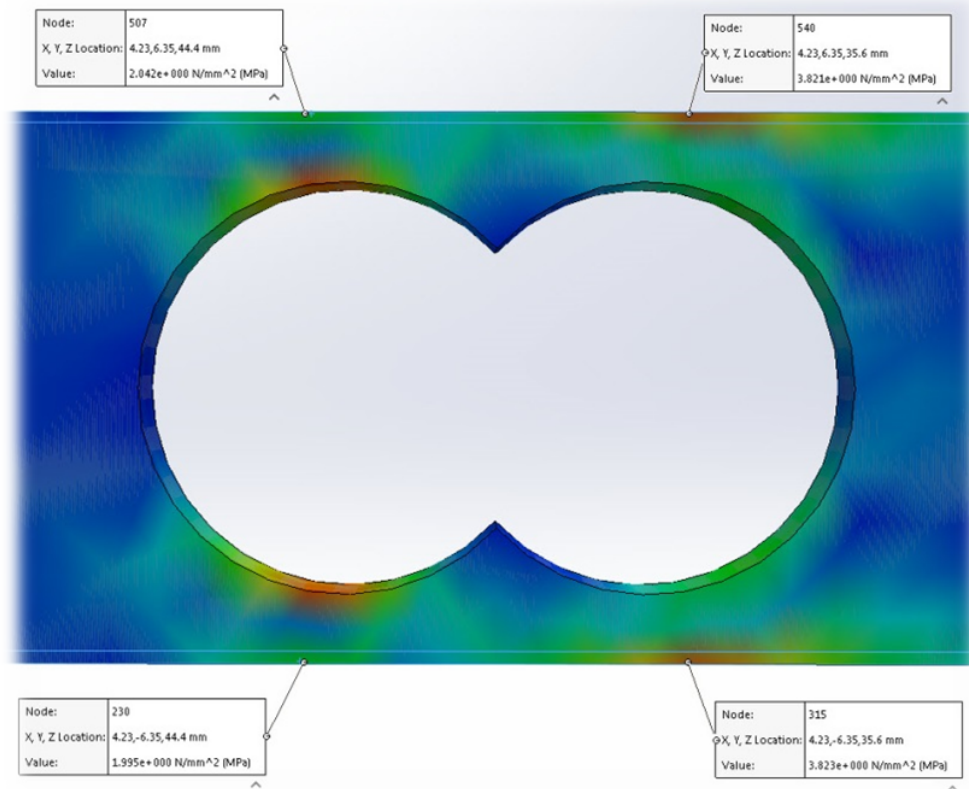 Node: 507
X, Y, Z Location: 4.23,6.35,44.4 mm
Value: 2.042e+000 N/mm^2 (MPa)
Node: 540
X, Y, Z Location: 4.23,6.35,35.6 mm
Value: 3.821e+000 N/mm^2 (MPa)
Node: 230
X, Y, Z Location: 4.23,-6.35,44.4 mm
Value: 1.995e+000 N/mm^2 (MPa)
Node: 315
X, Y, Z Location: 4.23,-6.35,35.6 mm
Value: 3.823e+000 N/mm^2 (MPa)